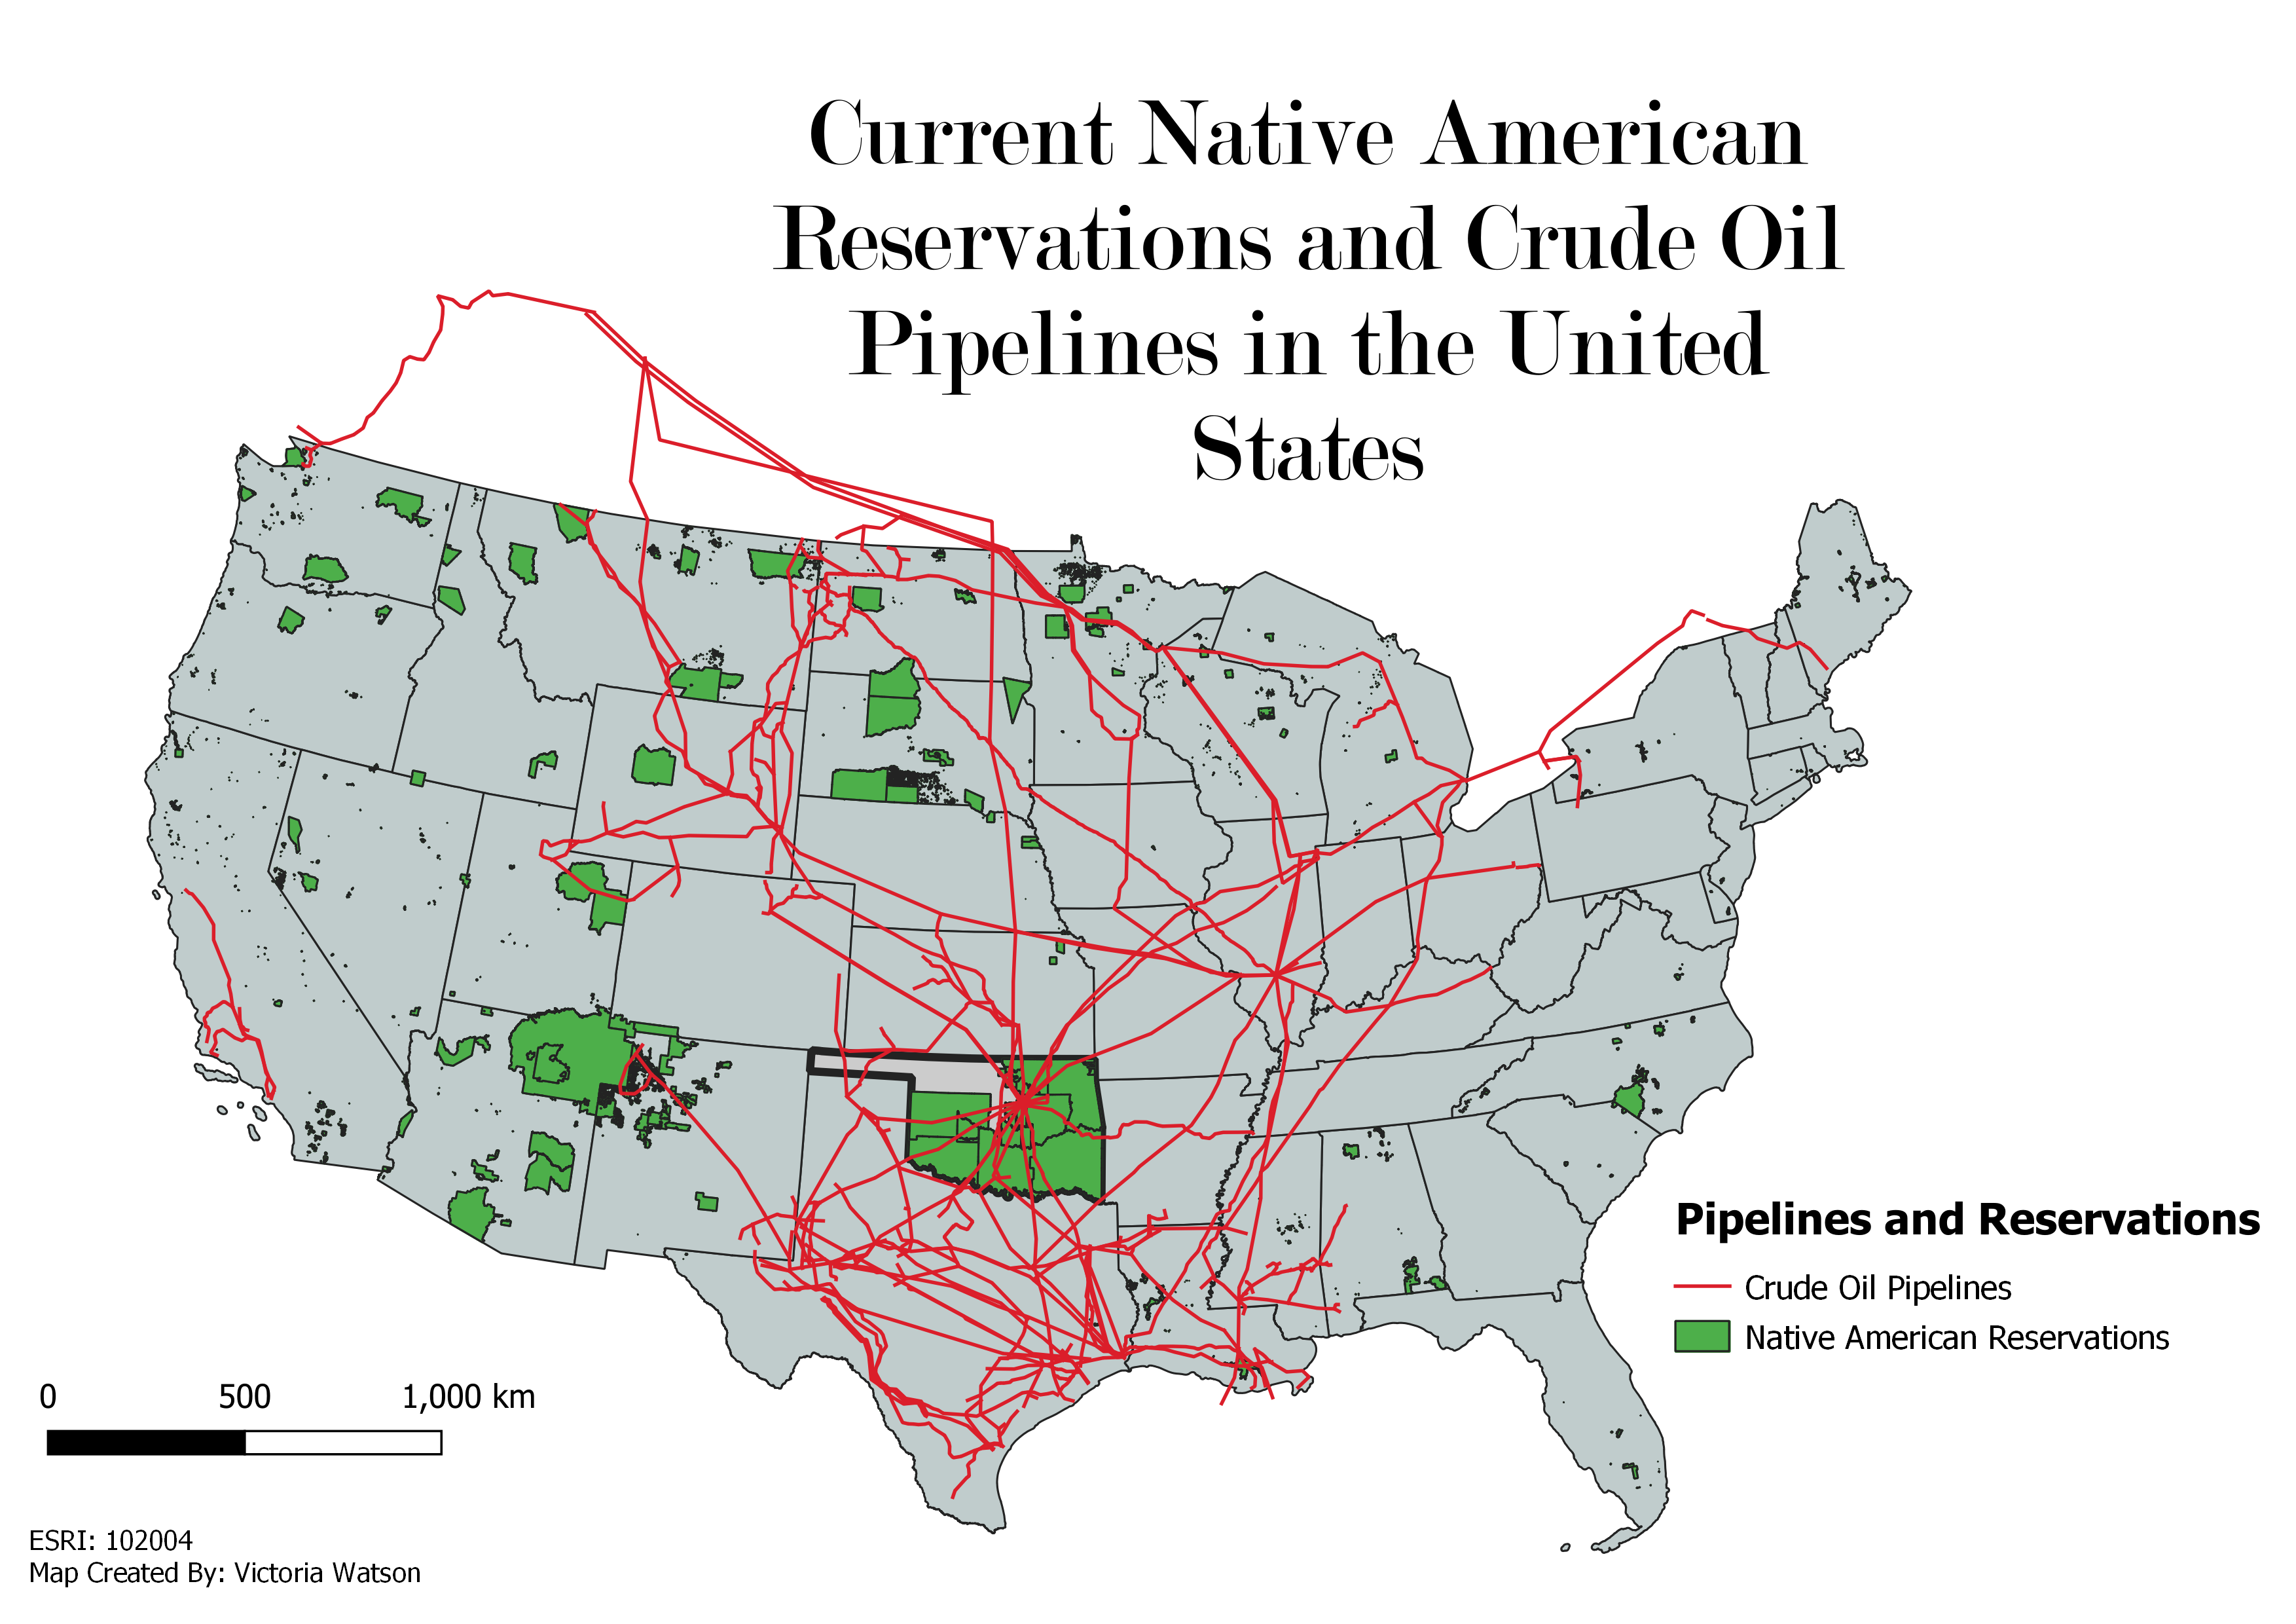 Current Native American
Reservations and Crude Oil
Pipelines in the United
States
Pipelines and Reservations
Crude Oil Pipelines
Native American Reservations
0 500 1,000 km
ESRI: 102004
Map Created By: Victoria Watson